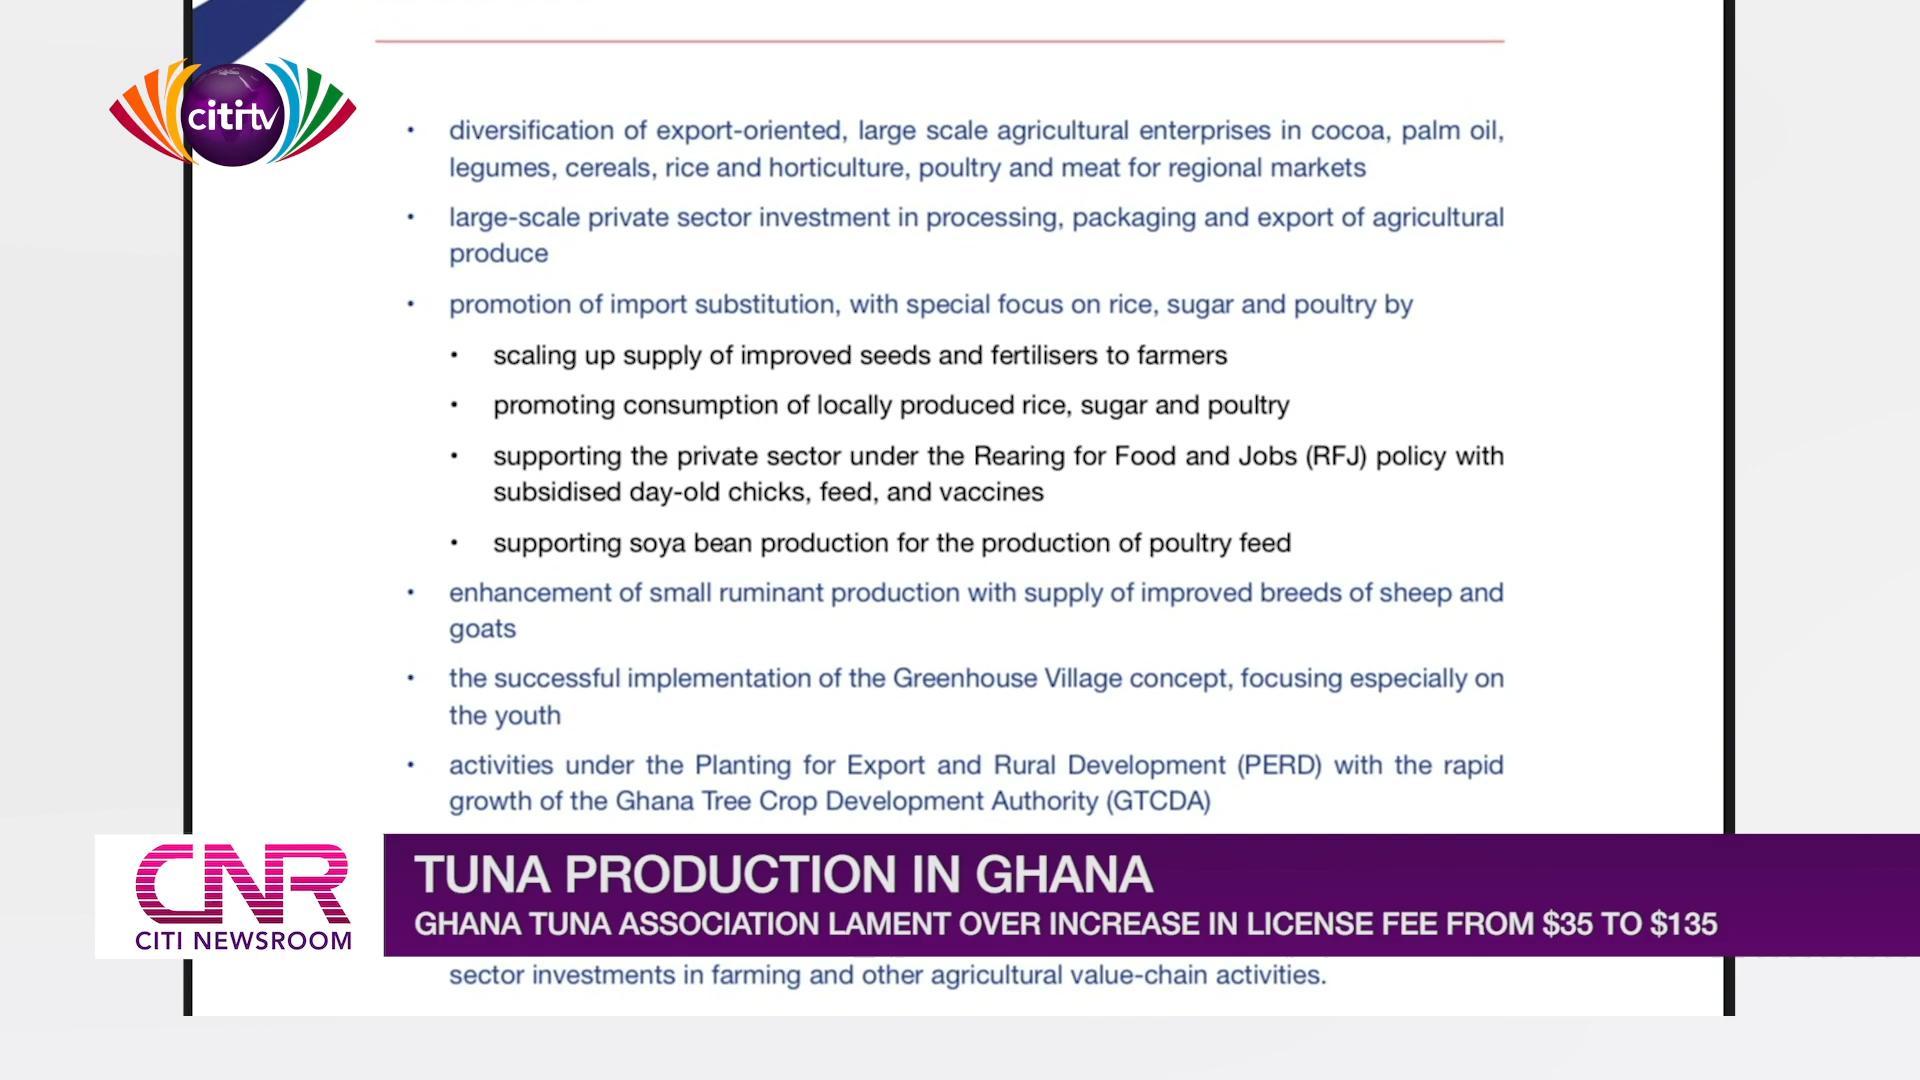 citi tv
• diversification of export-oriented, large scale agricultural enterprises in cocoa, palm oil,
legumes, cereals, rice and horticulture, poultry and meat for regional markets
• large-scale private sector investment in processing, packaging and export of agricultural
produce
• promotion of import substitution, with special focus on rice, sugar and poultry by
• scaling up supply of improved seeds and fertilisers to farmers
• promoting consumption of locally produced rice, sugar and poultry
• supporting the private sector under the Rearing for Food and Jobs (RFJ) policy with
subsidised day-old chicks, feed, and vaccines
• supporting soya bean production for the production of poultry feed
• enhancement of small ruminant production with supply of improved breeds of sheep and
goats
• the successful implementation of the Greenhouse Village concept, focusing especially on
the youth
• activities under the Planting for Export and Rural Development (PERD) with the rapid
growth of the Ghana Tree Crop Development Authority (GTCDA)
CNR
CITI NEWSROOM
TUNA PRODUCTION IN GHANA
GHANA TUNA ASSOCIATION LAMENT OVER INCREASE IN LICENSE FEE FROM $35 TO $135
sector investments in farming and other agricultural value-chain activities.